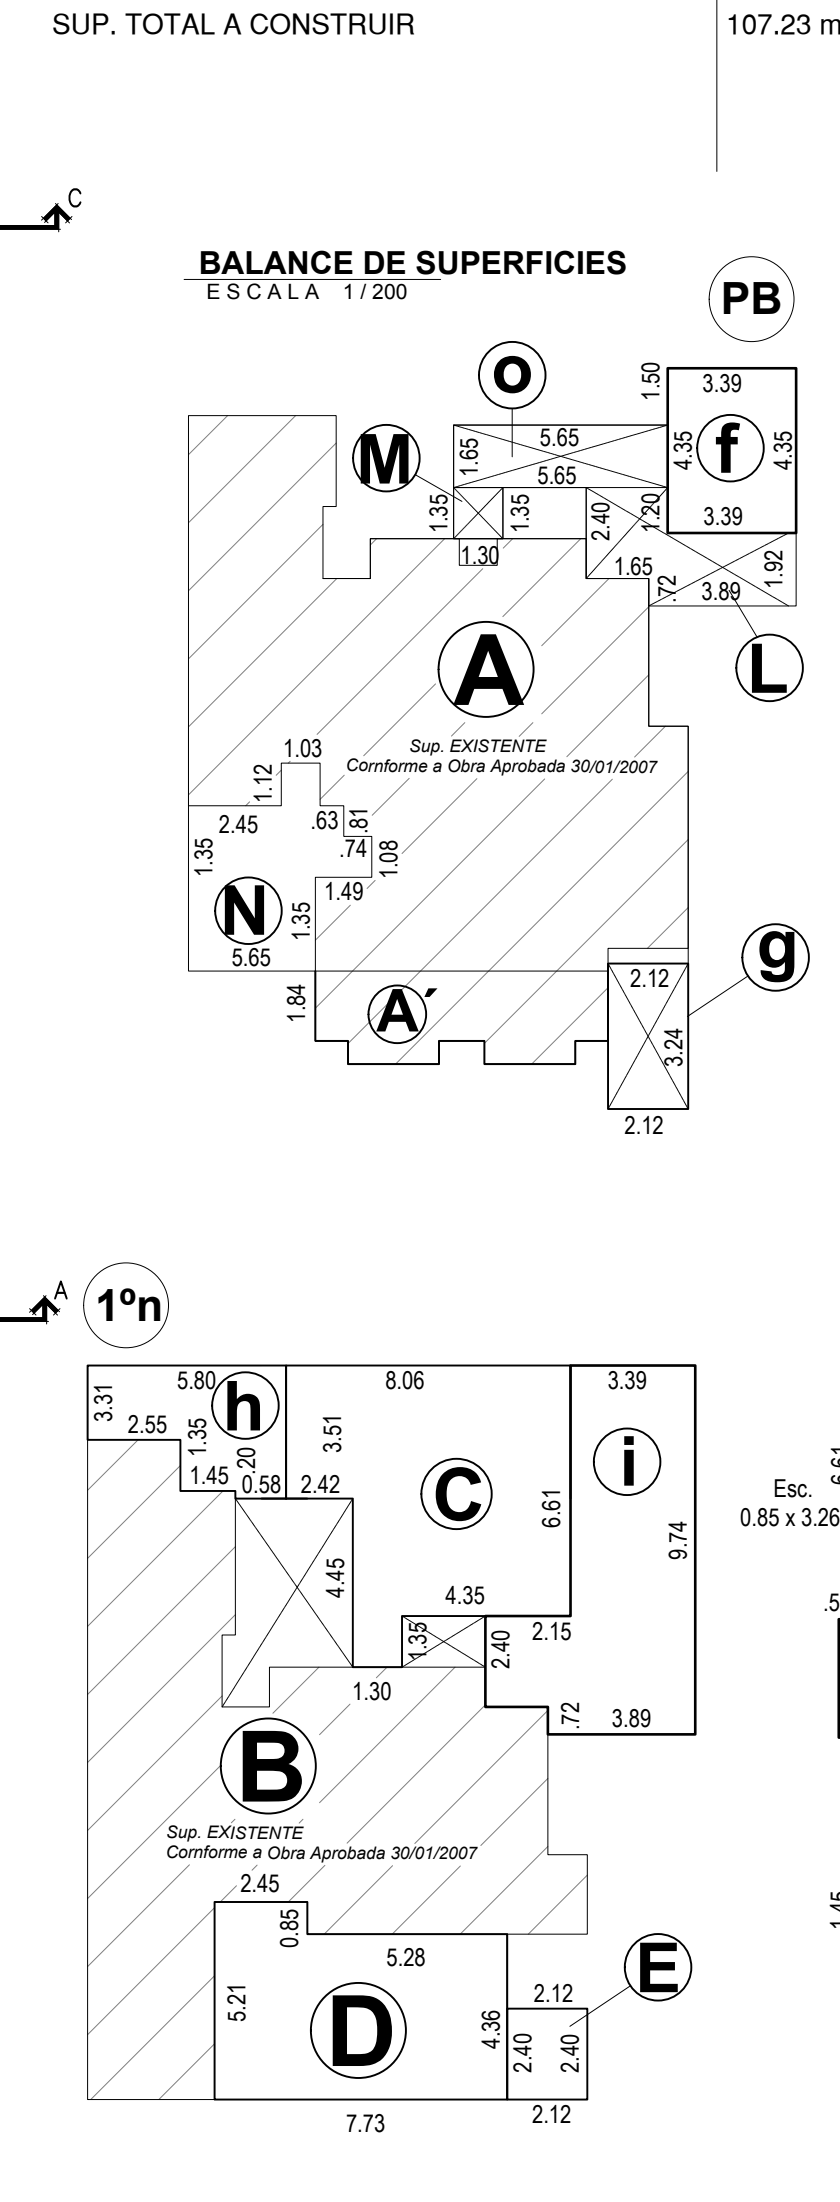 SUP. TOTAL A CONSTRUIR 107.23 m
C
BALANCE DE SUPERFICIES
ESCALA 1/200
PB
o
1.50
3.39
M
1.65
5.65
5.65
4.35
f
4.35
1.35
1.35
2.40
1.20
3.39
1.30
1.65
.72
3.89
1.92
A
L
Sup. EXISTENTE
Cornforme a Obra Aprobada 30/01/2007
1.03
1.12
2.45
.63
.81
1.35
.74
1.08
1.49
N
1.35
5.65
g
1.84
A´
2.12
3.24
2.12
A
1ºn
5.80
h
8.06
3.39
3.31
2.55
1.35
3.51
i
1.45
.20
0.58
2.42
C
Esc.
0.85 x 3.26
6.61
9.74
4.45
4.35
1.35
2.40
2.15
1.30
.72
3.89
B
Sup. EXISTENTE
Cornforme a Obra Aprobada 30/01/2007
2.45
0.85
5.28
E
5.21
D
4.36
2.12
2.40
2.40
7.73
2.12